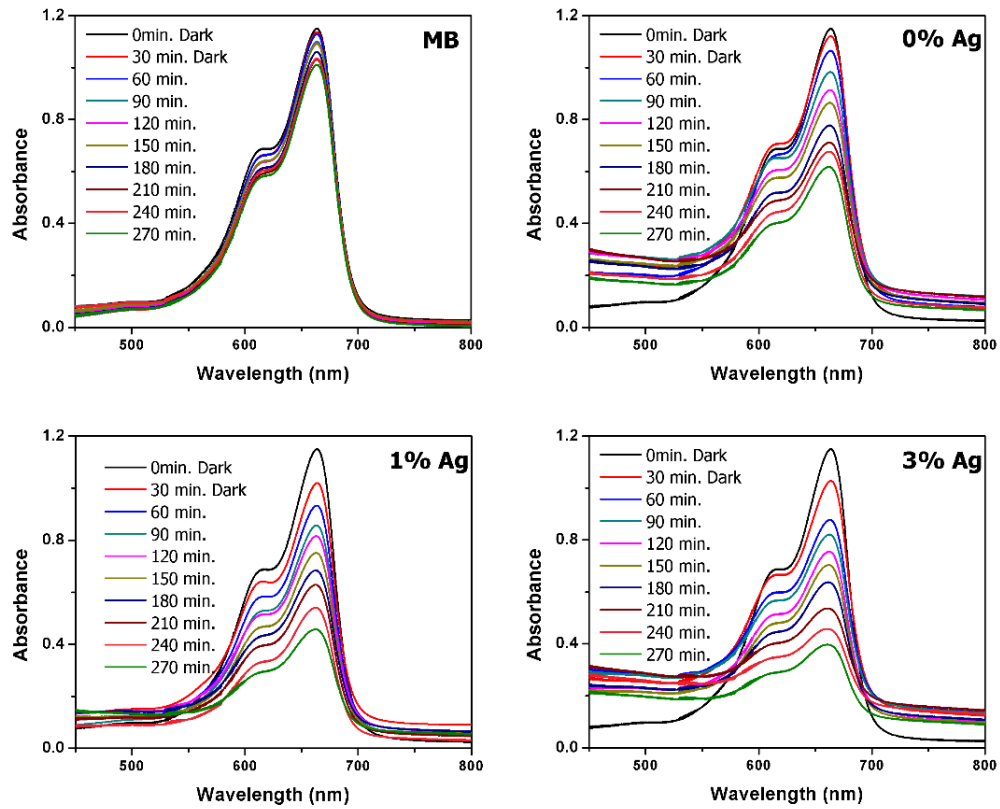 MB
0min. Dark
30 min. Dark
60 min.
90 min.
120 min.
150 min.
180 min.
210 min.
240 min.
270 min.
Absorbance
1.2
0.8
0.4
0.0
500
600
700
800
Wavelength (nm)
0% Ag
0min. Dark
30 min. Dark
60 min.
90 min.
120 min.
150 min.
180 min.
210 min.
240 min.
270 min.
Absorbance
1.2
0.8
0.4
0.0
500
600
700
800
Wavelength (nm)
1% Ag
0min. Dark
30 min. Dark
60 min.
90 min.
120 min.
150 min.
180 min.
210 min.
240 min.
270 min.
Absorbance
1.2
0.8
0.4
0.0
500
600
700
800
Wavelength (nm)
3% Ag
0min. Dark
30 min. Dark
60 min.
90 min.
120 min.
150 min.
180 min.
210 min.
240 min.
270 min.
Absorbance
1.2
0.8
0.4
0.0
500
600
700
800
Wavelength (nm)